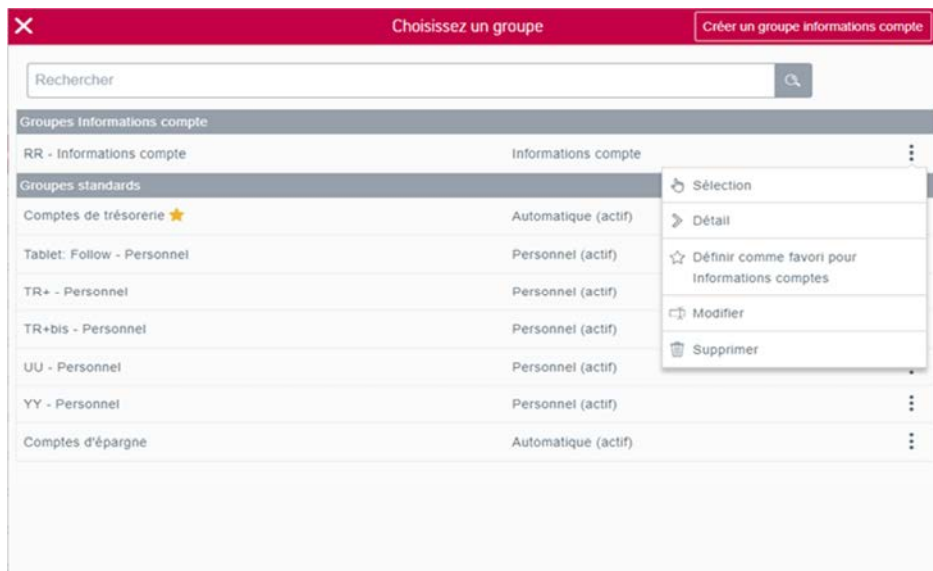 Choisissez un groupe
Créer un groupe informations compte
Rechercher
Groupes Informations compte
RR - Informations compte Informations compte
Groupes standards
Sélection
Comptes de trésorerie Automatique (actif)
Détail
Tablet: Follow - Personnel Personnel (actif)
Définir comme favori pour
Informations comptes
TR+ - Personnel Personnel (actif)
Modifier
TR+bis - Personnel Personnel (actif)
Supprimer
UU - Personnel Personnel (actif)
YY - Personnel Personnel (actif)
Comptes d'épargne Automatique (actif)